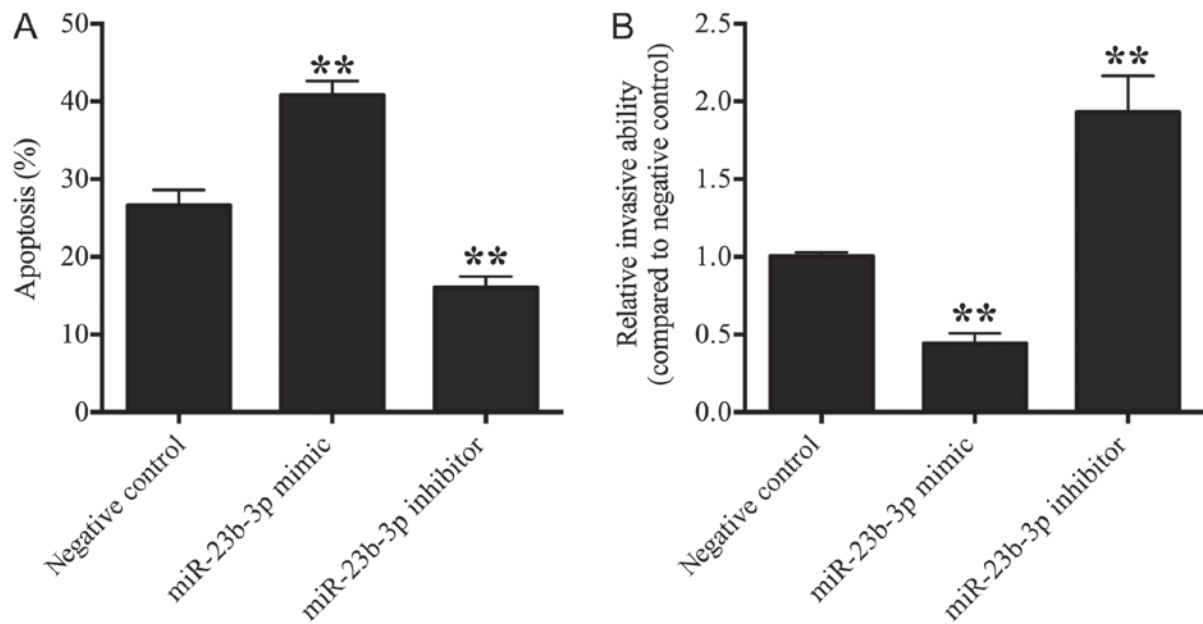 A
Apoptosis (%)
50
40
30
20
10
0
**
**
Negative control
miR-23b-3p mimic
miR-23b-3p inhibitor
B
Relative invasive ability
(compared to negative control)
2.5
2.0
1.5
1.0
0.5
0.0
**
**
Negative control
miR-23b-3p mimic
miR-23b-3p inhibitor